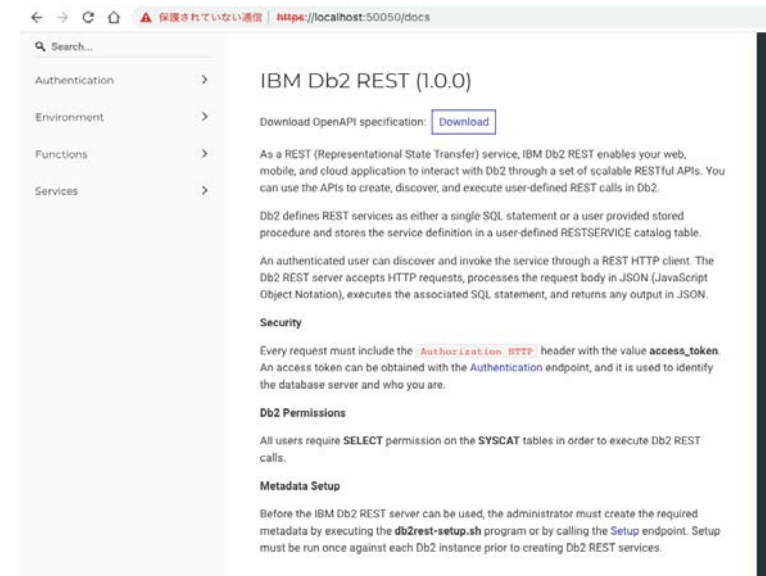 保護されていない通信 | https://localhost:50050/docs
Search...
Authentication
Environment
Functions
Services
IBM Db2 REST (1.0.0)
Download OpenAPI specification: Download
As a REST (Representational State Transfer) service, IBM Db2 REST enables your web,
mobile, and cloud application to interact with Db2 through a set of scalable RESTful APIs. You
can use the APIs to create, discover, and execute user-defined REST calls in Db2.
Db2 defines REST services as either a single SQL statement or a user provided stored
procedure and stores the service definition in a user-defined RESTSERVICE catalog table.
An authenticated user can discover and invoke the service through a REST HTTP client. The
Db2 REST server accepts HTTP requests, processes the request body in JSON (JavaScript
Object Notation), executes the associated SQL statement, and returns any output in JSON.
Security
Every request must include the Authorization HTTP header with the value access_token.
An access token can be obtained with the Authentication endpoint, and it is used to identify
the database server and who you are.
Db2 Permissions
All users require SELECT permission on the SYSCAT tables in order to execute Db2 REST
calls.
Metadata Setup
Before the IBM Db2 REST server can be used, the administrator must create the required
metadata by executing the db2rest-setup.sh program or by calling the Setup endpoint. Setup
must be run once against each Db2 instance prior to creating Db2 REST services.